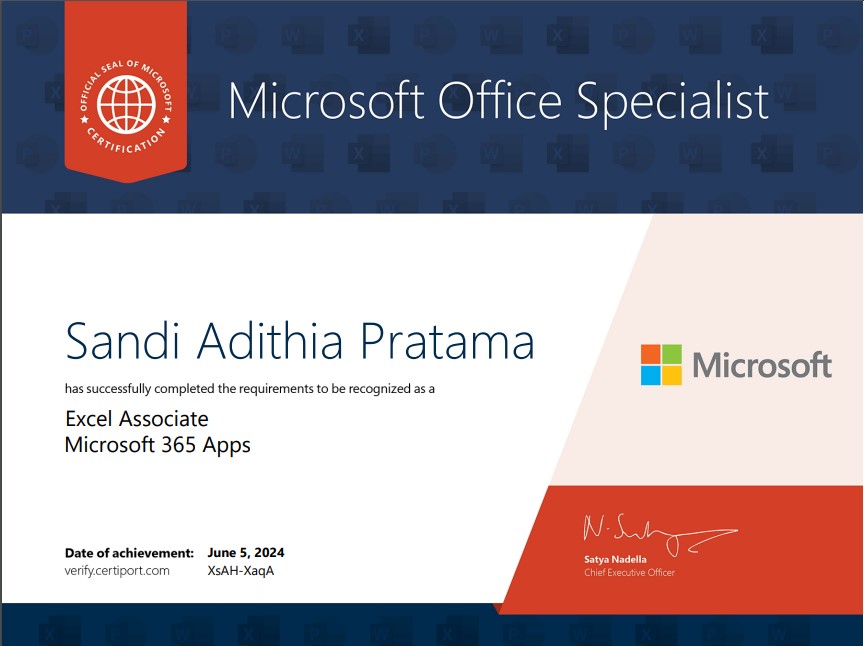 OFFICIAL SEAL OF MICROSOFT
CERTIFICATION
Microsoft Office Specialist
Sandi Adithia Pratama
has successfully completed the requirements to be recognized as a
Excel Associate
Microsoft 365 Apps
Microsoft
Date of achievement: June 5, 2024
verify.certiport.com XsAH-XaqA
Satya Nadella
Chief Executive Officer